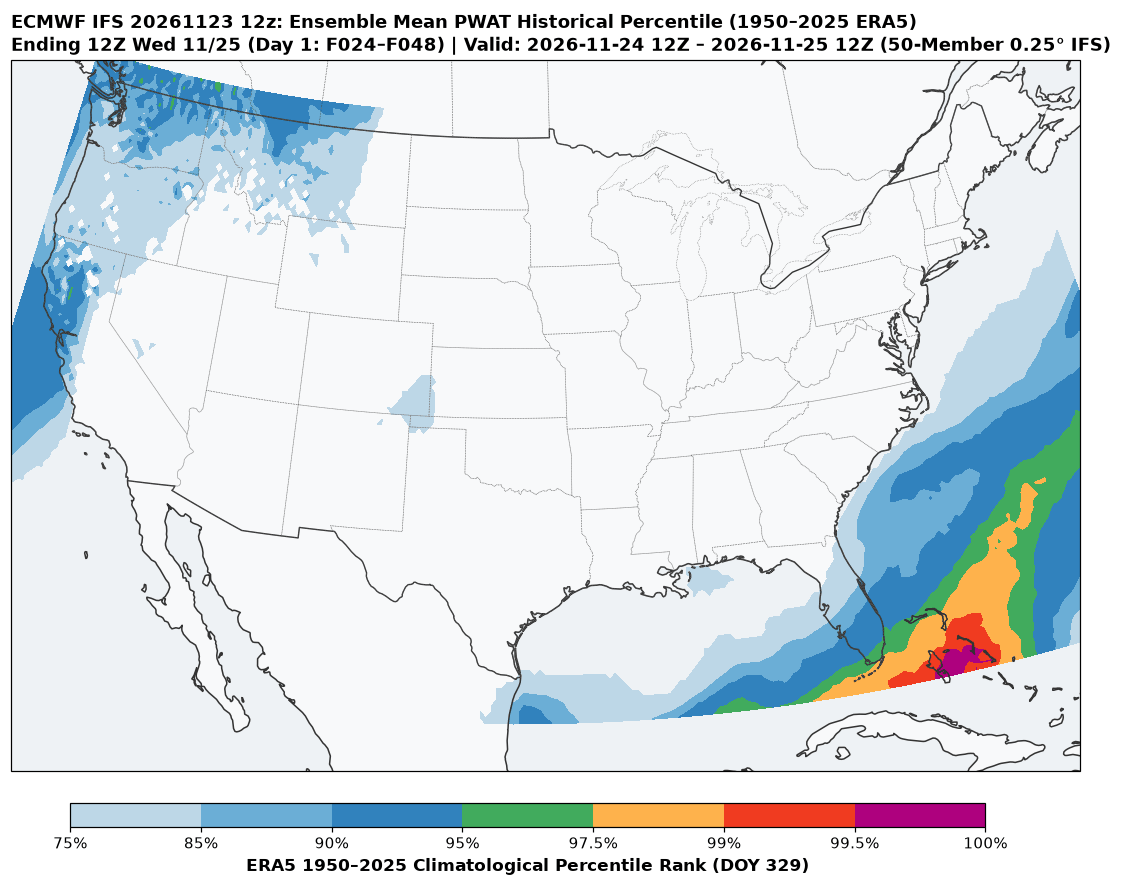 ECMWF IFS 20261123 12z: Ensemble Mean PWAT Historical Percentile (1950–2025 ERA5)
Ending 12Z Wed 11/25 (Day 1: F024–F048) | Valid: 2026-11-24 12Z – 2026-11-25 12Z (50-Member 0.25° IFS)
75% 85% 90% 95% 97.5% 99% 99.5% 100%
ERA5 1950–2025 Climatological Percentile Rank (DOY 329)